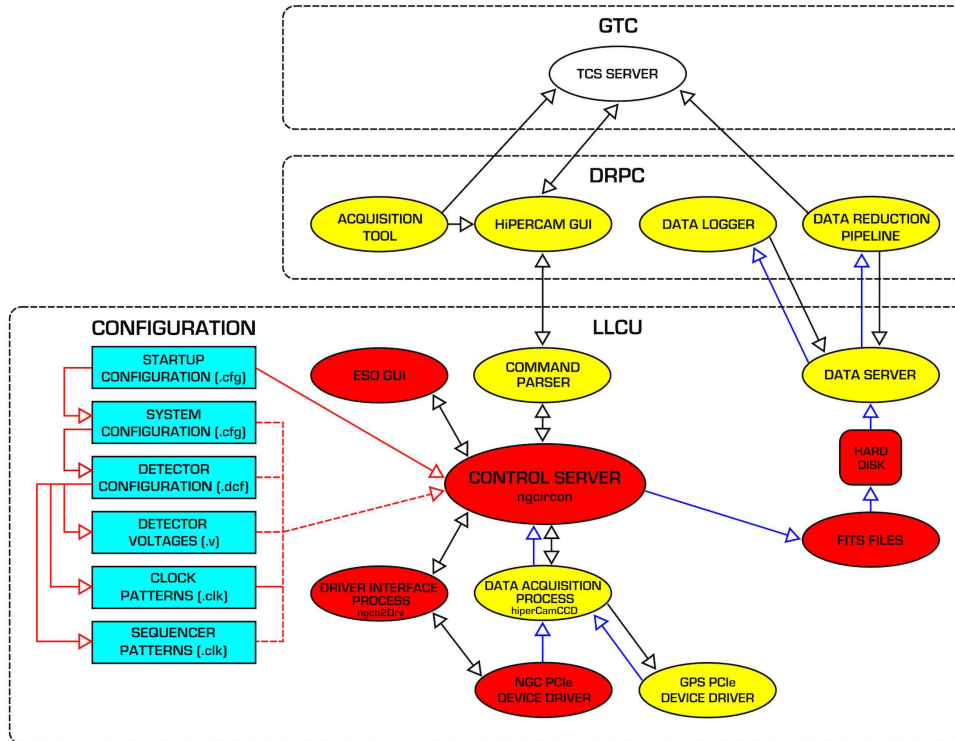 GTC
TCS SERVER
DRPC
ACQUISITION
TOOL
HiPERCAM GUI
DATA LOGGER
DATA REDUCTION
PIPELINE
LLCU
CONFIGURATION
STARTUP
CONFIGURATION (.cfg)
SYSTEM
CONFIGURATION (.cfg)
DETECTOR
CONFIGURATION (.dcf)
DETECTOR
VOLTAGES (.v)
CLOCK
PATTERNS (.clk)
SEQUENCER
PATTERNS (.clk)
ESO GUI
COMMAND
PARSER
DATA SERVER
HARD
DISK
CONTROL SERVER
ngcircon
FITS FILES
DRIVER INTERFACE
PROCESS
ngcb2Drv
DATA ACQUISITION
PROCESS
hiperCamCCD
NGC PCIe
DEVICE DRIVER
GPS PCIe
DEVICE DRIVER